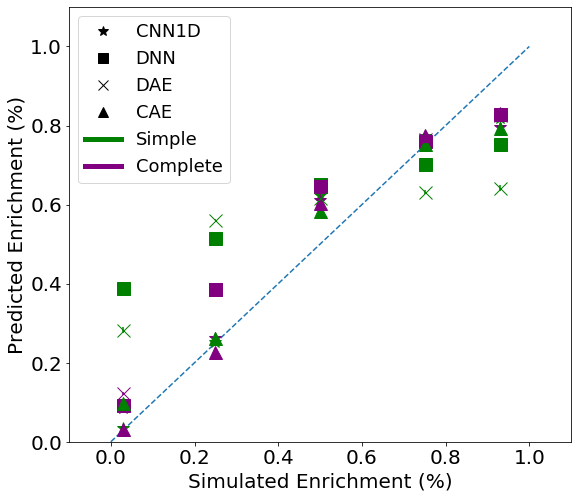 CNN1D
DNN
DAE
CAE
Simple
Complete
Predicted Enrichment (%)
1.0
0.8
0.6
0.4
0.2
0.0
0.0 0.2 0.4 0.6 0.8 1.0
Simulated Enrichment (%)